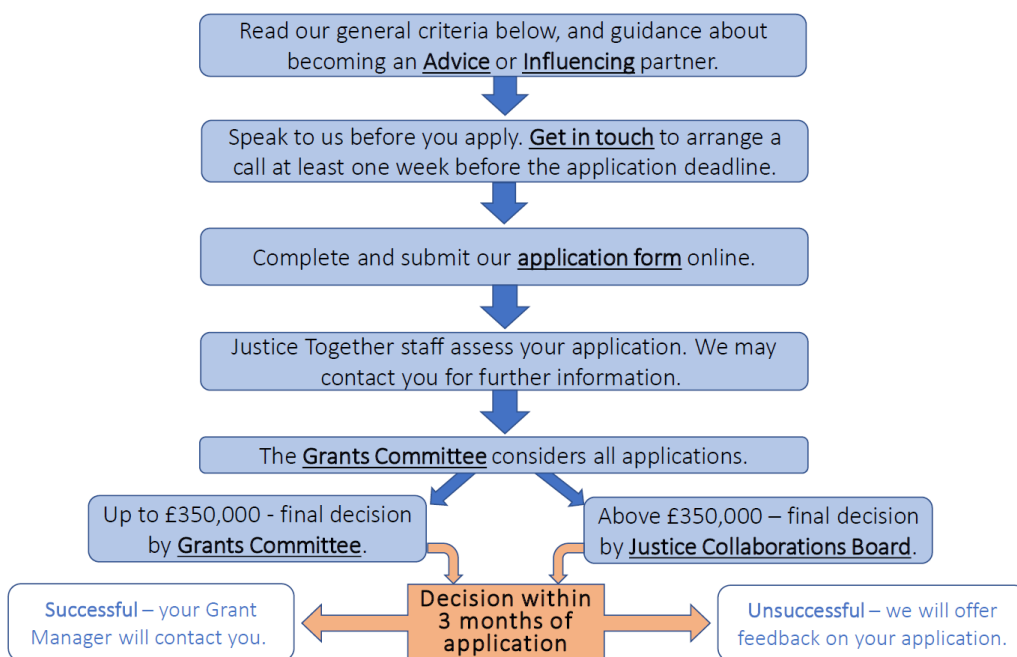 Read our general criteria below, and guidance about
becoming an Advice or Influencing partner.
Speak to us before you apply. Get in touch to arrange a
call at least one week before the application deadline.
Complete and submit our application form online.
Justice Together staff assess your application. We may
contact you for further information.
The Grants Committee considers all applications.
Up to £350,000 - final decision
by Grants Committee.
Above £350,000 – final decision
by Justice Collaborations Board.
Decision within
3 months of
application
Successful – your Grant
Manager will contact you.
Unsuccessful – we will offer
feedback on your application.